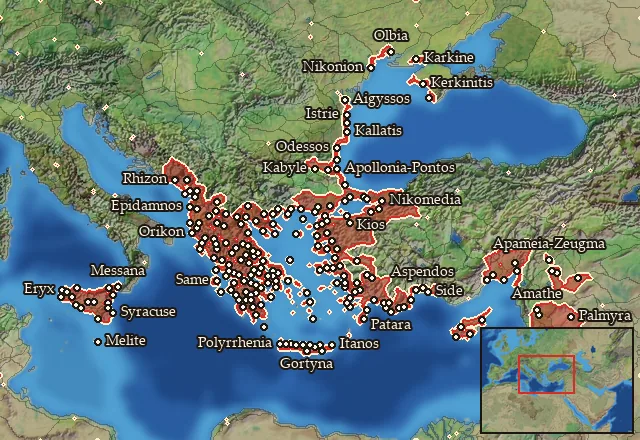 Olbia
Karkine
Nikonion
Kerkinitis
Aigyssos
Istrie
Kallatis
Odessos
Kabyle
Apollonia-Pontos
Rhizon
Nikomedia
Epidamnos
Kios
Orikon
Apameia-Zeugma
Messana
Aspendos
Same
Eryx
Side
Amathe
Syracuse
Palmyra
Patara
Melite
Polyrrhenia
Itanos
Gortyna